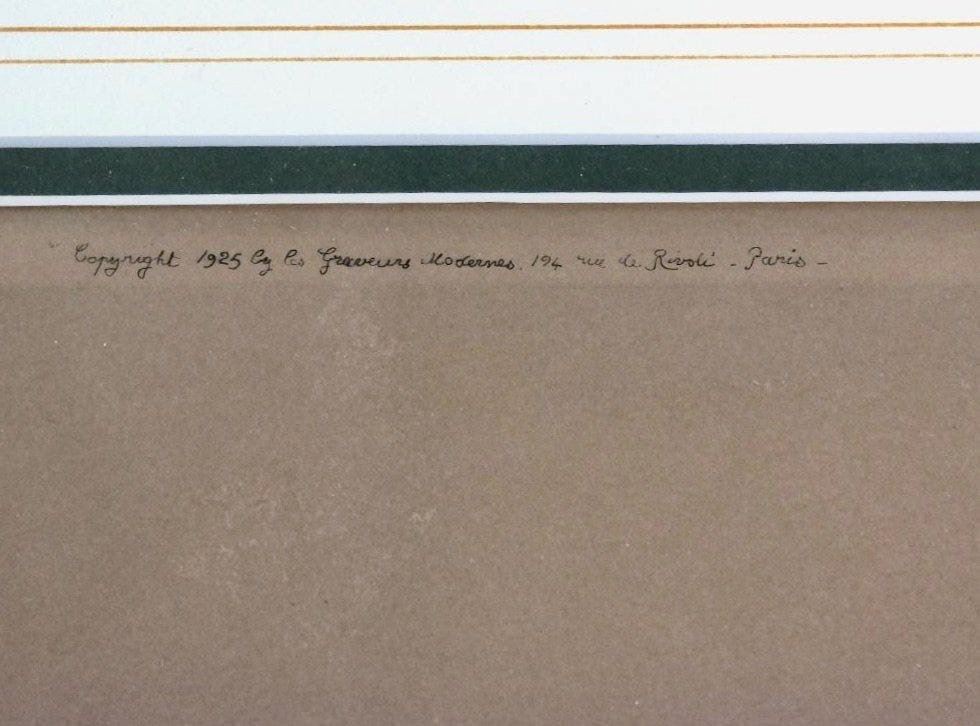 Copyright 1925 by les Graveurs Modernes. 194 rue de Rivoli - Paris -